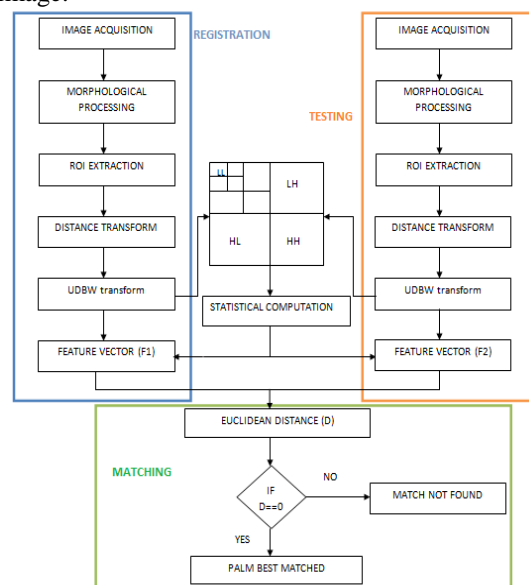 image.
IMAGE ACQUISITION
REGISTRATION
MORPHOLOGICAL
PROCESSING
ROI EXTRACTION
DISTANCE TRANSFORM
UDBW transform
FEATURE VECTOR (F1)
LL
LH
HL
HH
STATISTICAL COMPUTATION
IMAGE ACQUISITION
TESTING
MORPHOLOGICAL
PROCESSING
ROI EXTRACTION
DISTANCE TRANSFORM
UDBW transform
FEATURE VECTOR (F2)
EUCLIDEAN DISTANCE (D)
MATCHING
IF
D==0
NO
MATCH NOT FOUND
YES
PALM BEST MATCHED